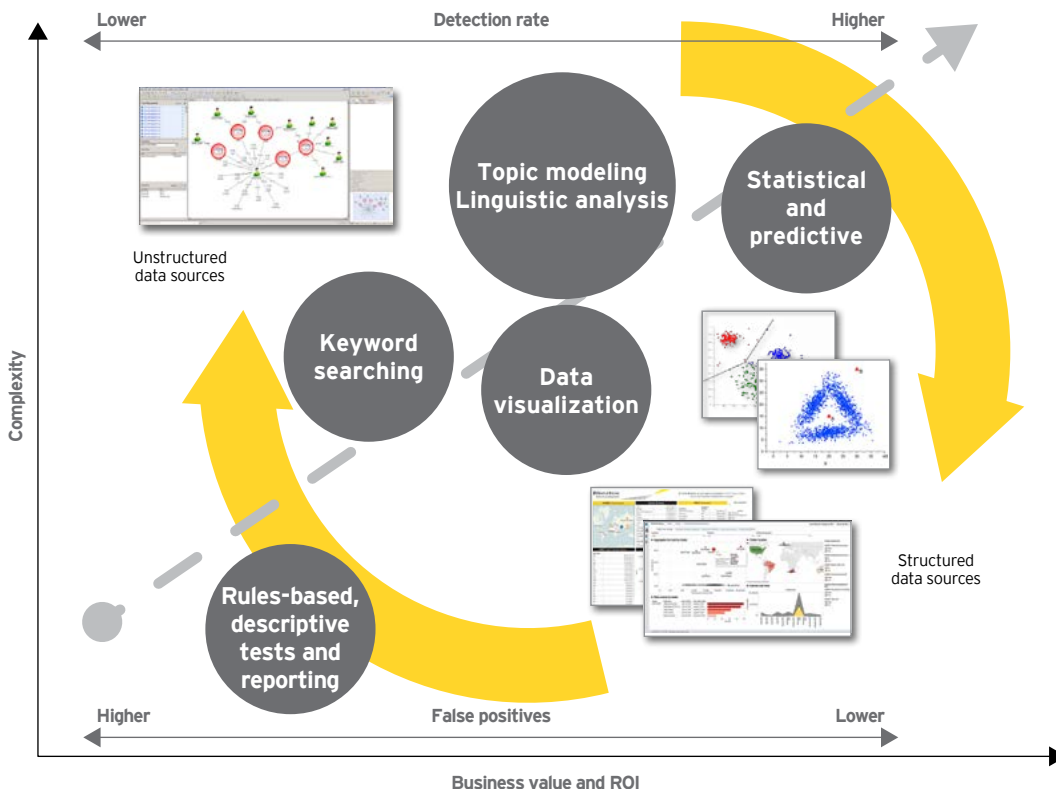 Lower
Detection rate
Higher
Topic modeling
Linguistic analysis
Statistical
and
predictive
Unstructured
data sources
Keyword
searching
Data
visualization
Complexity
Structured
data sources
Rules-based,
descriptive
tests and
reporting
Higher
False positives
Lower
Business value and ROI